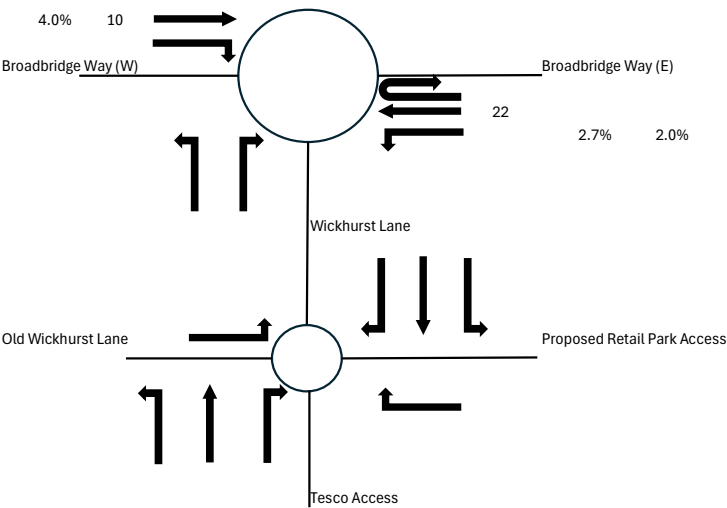 4.0% 10
Broadbridge Way (W)
Broadbridge Way (E)
22
2.7% 2.0%
Wickhurst Lane
Old Wickhurst Lane
Proposed Retail Park Access
Tesco Access